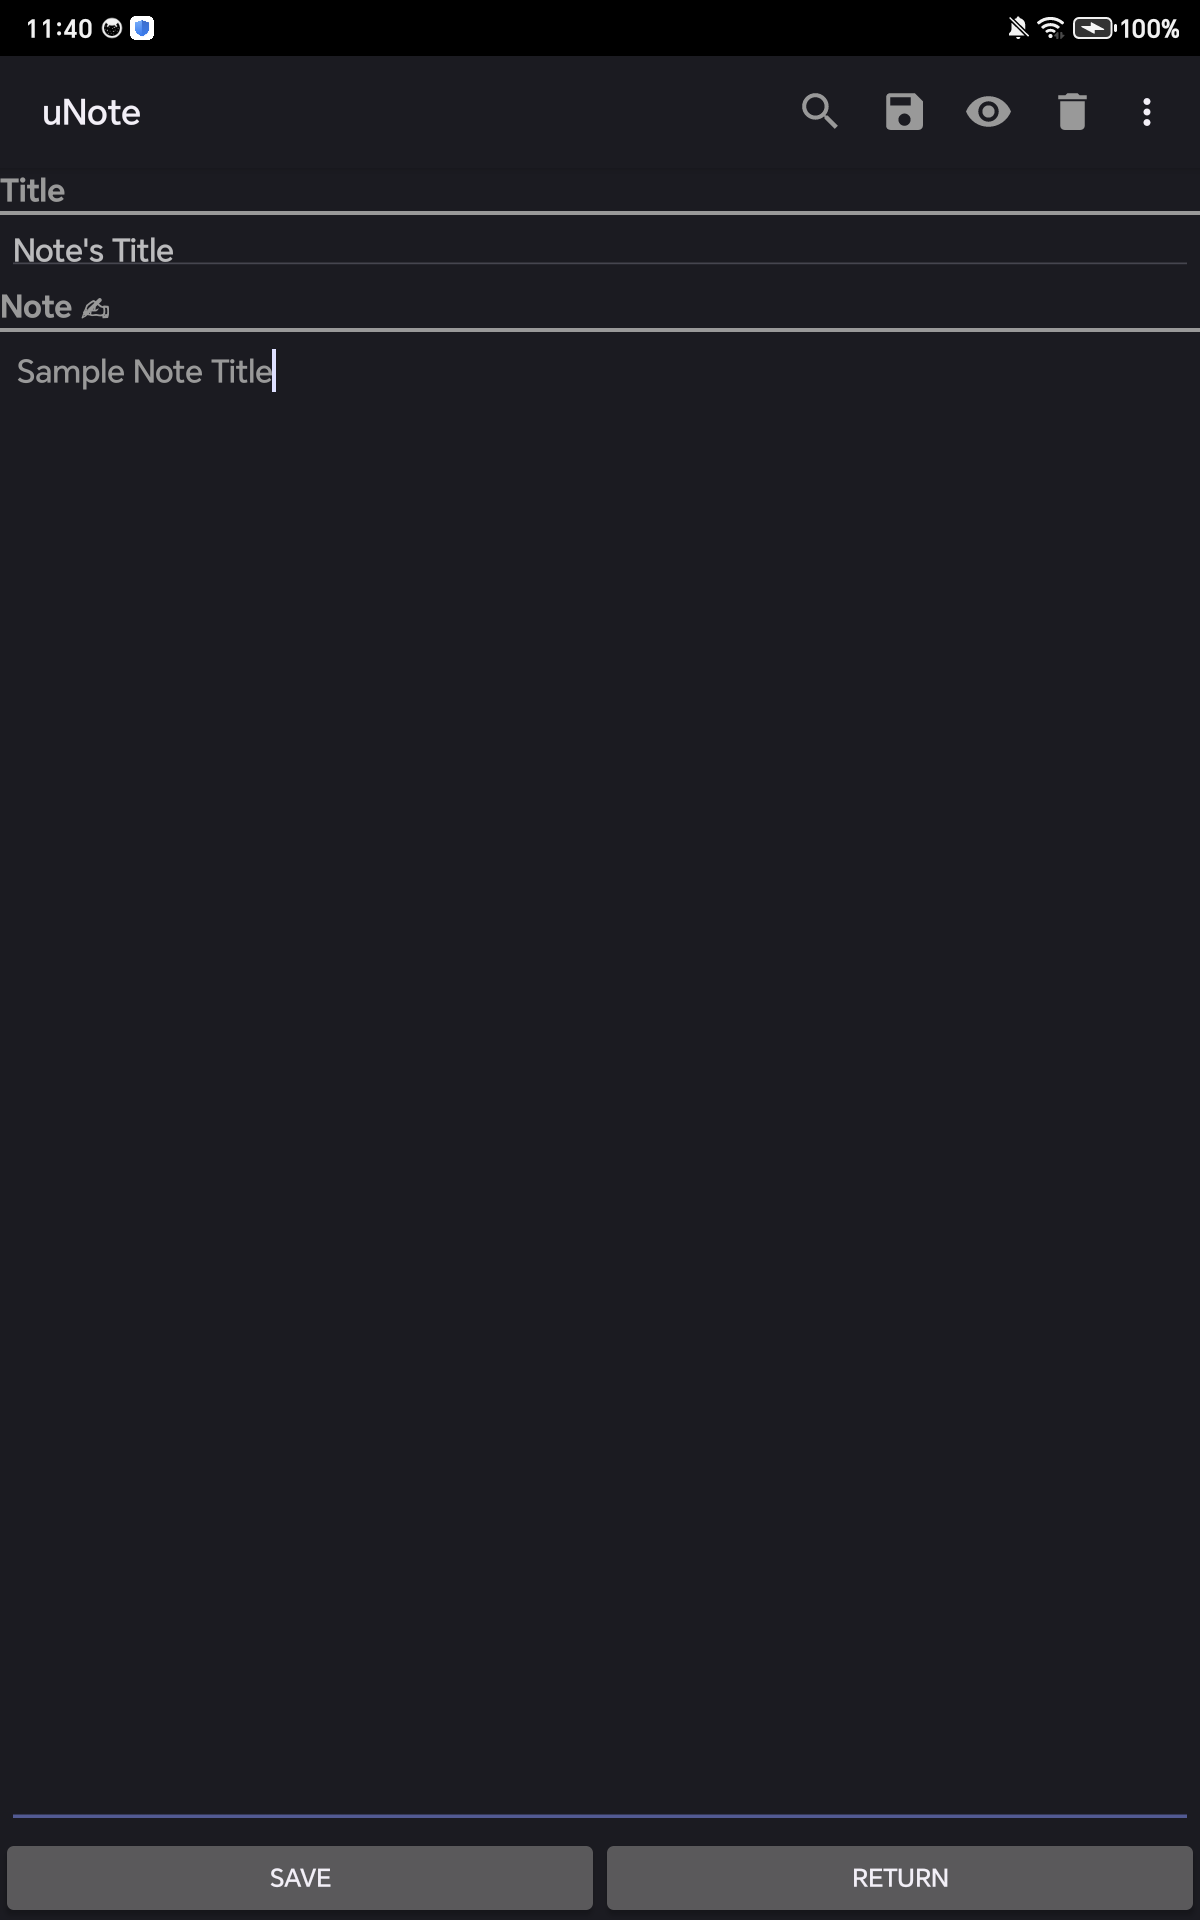 11:40
100%
uNote
Title
Note's Title
Note ✍
Sample Note Title
SAVE
RETURN